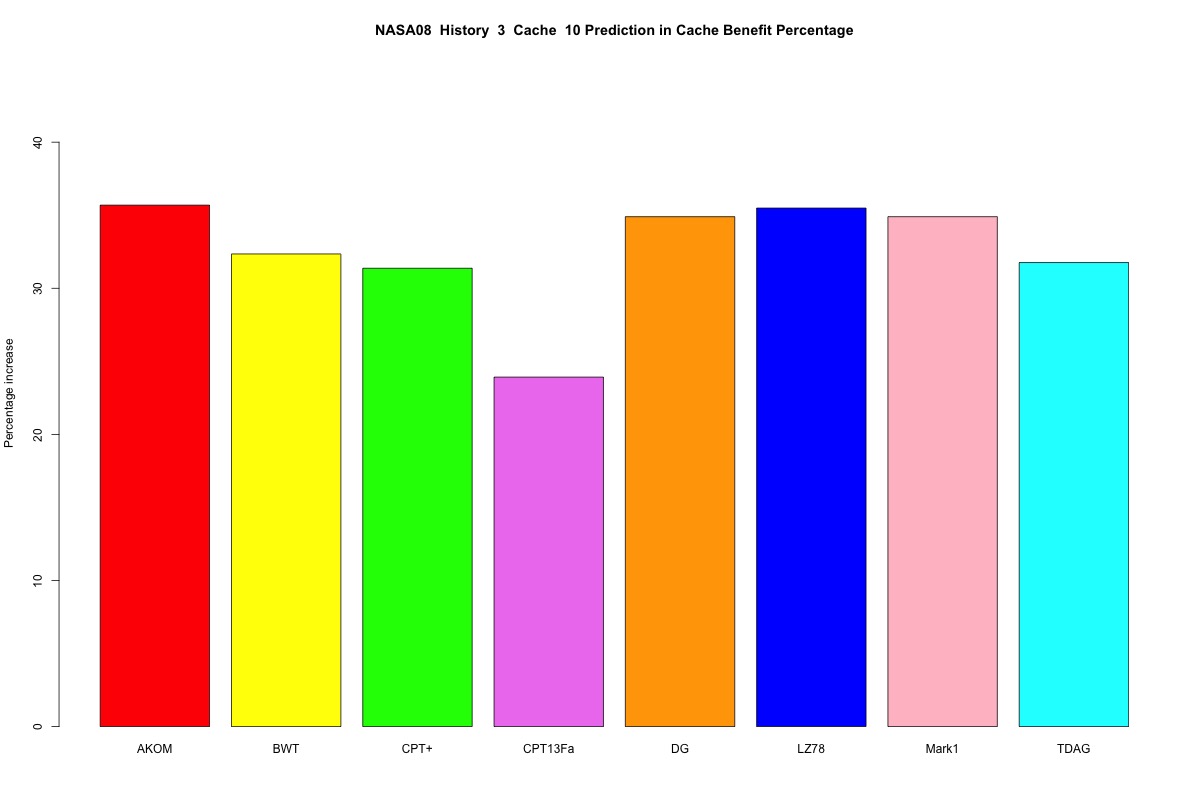 NASA08  History  3  Cache  10 Prediction in Cache Benefit Percentage
Percentage increase
40
30
20
10
0
AKOM BWT CPT+ CPT13Fa DG LZ78 Mark1 TDAG